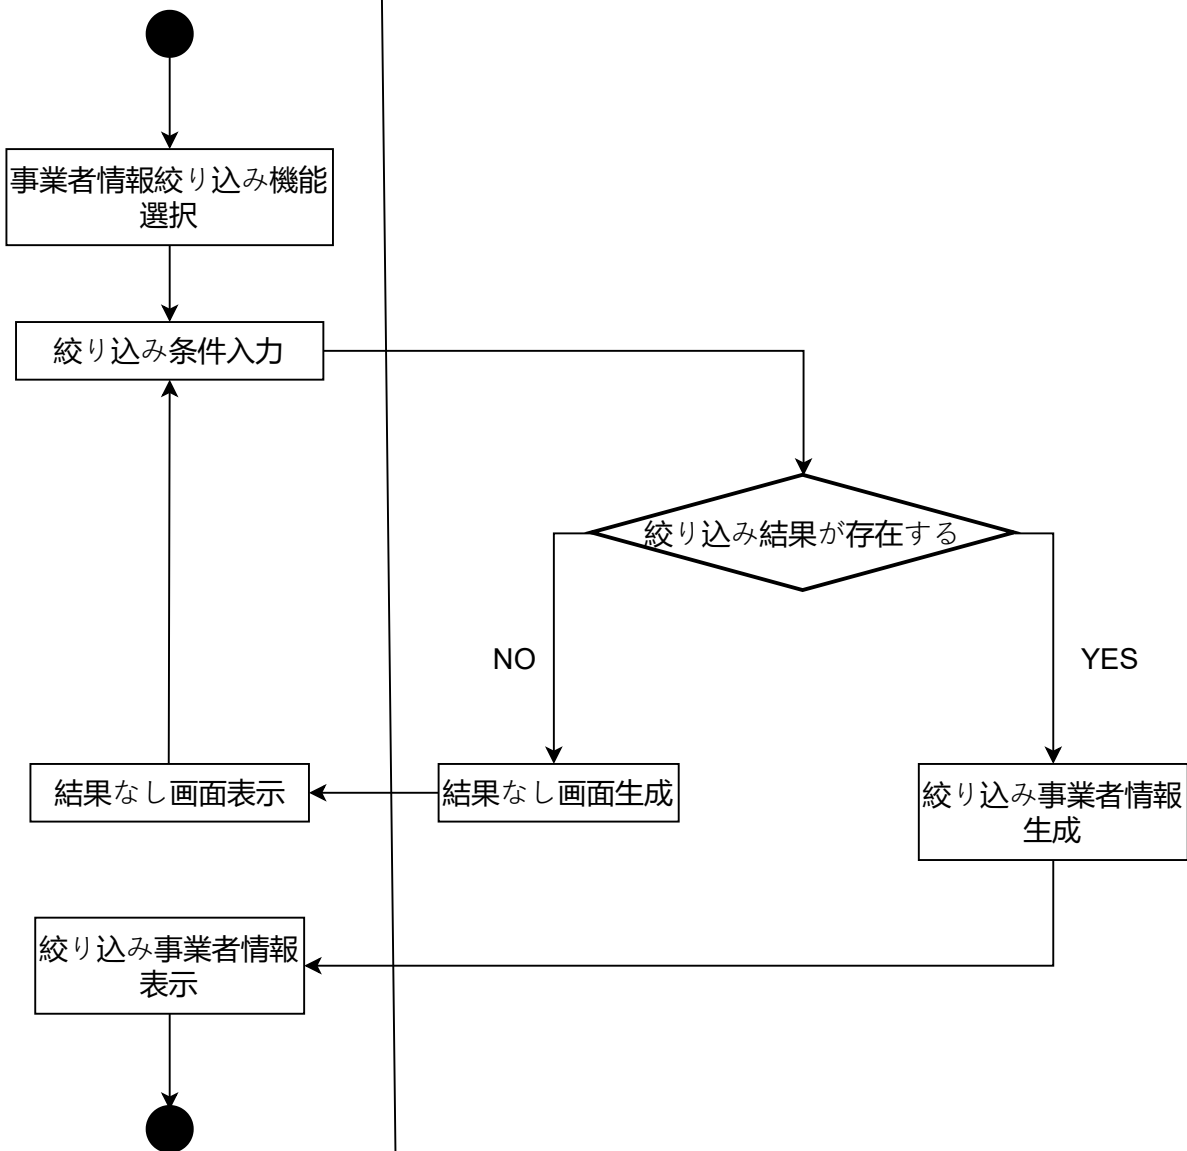 事業者情報絞り込み機能
選択
絞り込み条件入力
絞り込み結果が存在する
NO
YES
結果なし画面表示
結果なし画面生成
絞り込み事業者情報
生成
絞り込み事業者情報
表示